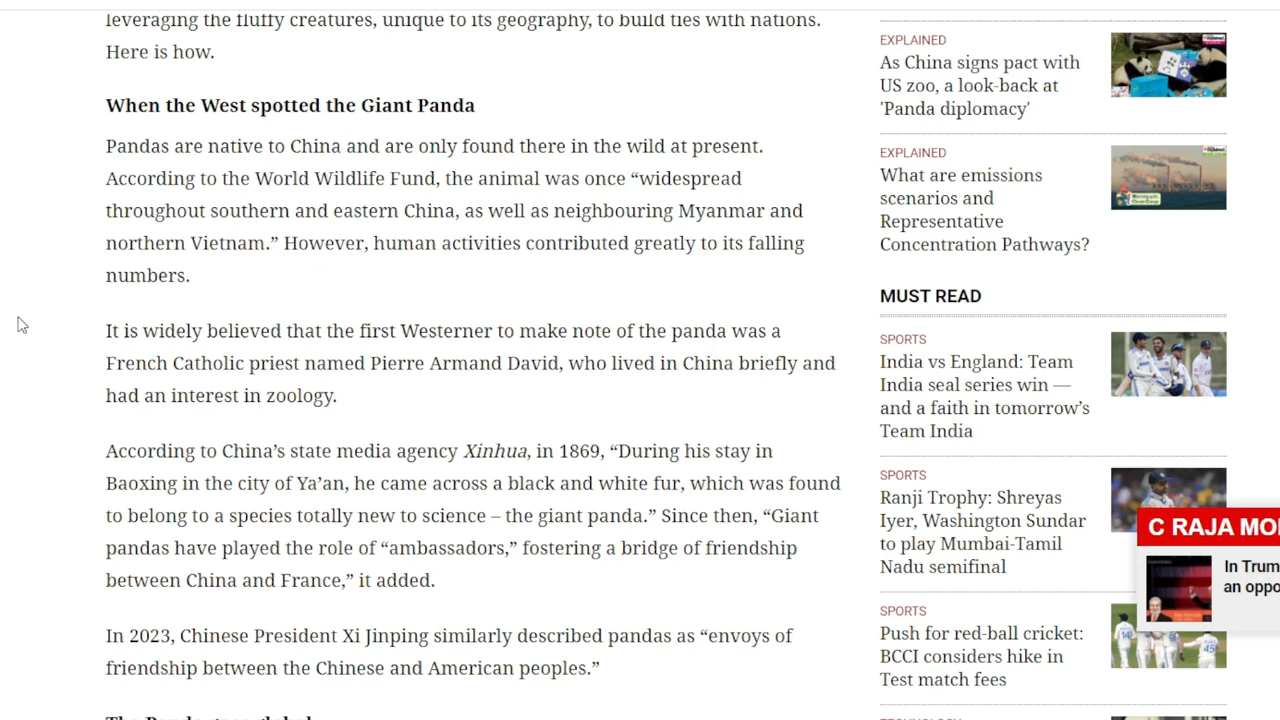 leveraging the fluffy creatures, unique to its geography, to build ties with nations.
Here is how.
When the West spotted the Giant Panda
Pandas are native to China and are only found there in the wild at present.
According to the World Wildlife Fund, the animal was once “widespread
throughout southern and eastern China, as well as neighbouring Myanmar and
northern Vietnam.” However, human activities contributed greatly to its falling
numbers.
It is widely believed that the first Westerner to make note of the panda was a
French Catholic priest named Pierre Armand David, who lived in China briefly and
had an interest in zoology.
According to China’s state media agency Xinhua, in 1869, “During his stay in
Baoxing in the city of Ya’an, he came across a black and white fur, which was found
to belong to a species totally new to science – the giant panda.” Since then, “Giant
pandas have played the role of “ambassadors,” fostering a bridge of friendship
between China and France,” it added.
In 2023, Chinese President Xi Jinping similarly described pandas as “envoys of
friendship between the Chinese and American peoples.”
EXPLAINED
As China signs pact with
US zoo, a look-back at
'Panda diplomacy'
EXPLAINED
What are emissions
scenarios and
Representative
Concentration Pathways?
MUST READ
SPORTS
India vs England: Team
India seal series win —
and a faith in tomorrow’s
Team India
SPORTS
Ranji Trophy: Shreyas
Iyer, Washington Sundar
to play Mumbai-Tamil
Nadu semifinal
C RAJA MO
In Trum
an oppo
SPORTS
Push for red-ball cricket:
BCCI considers hike in
Test match fees